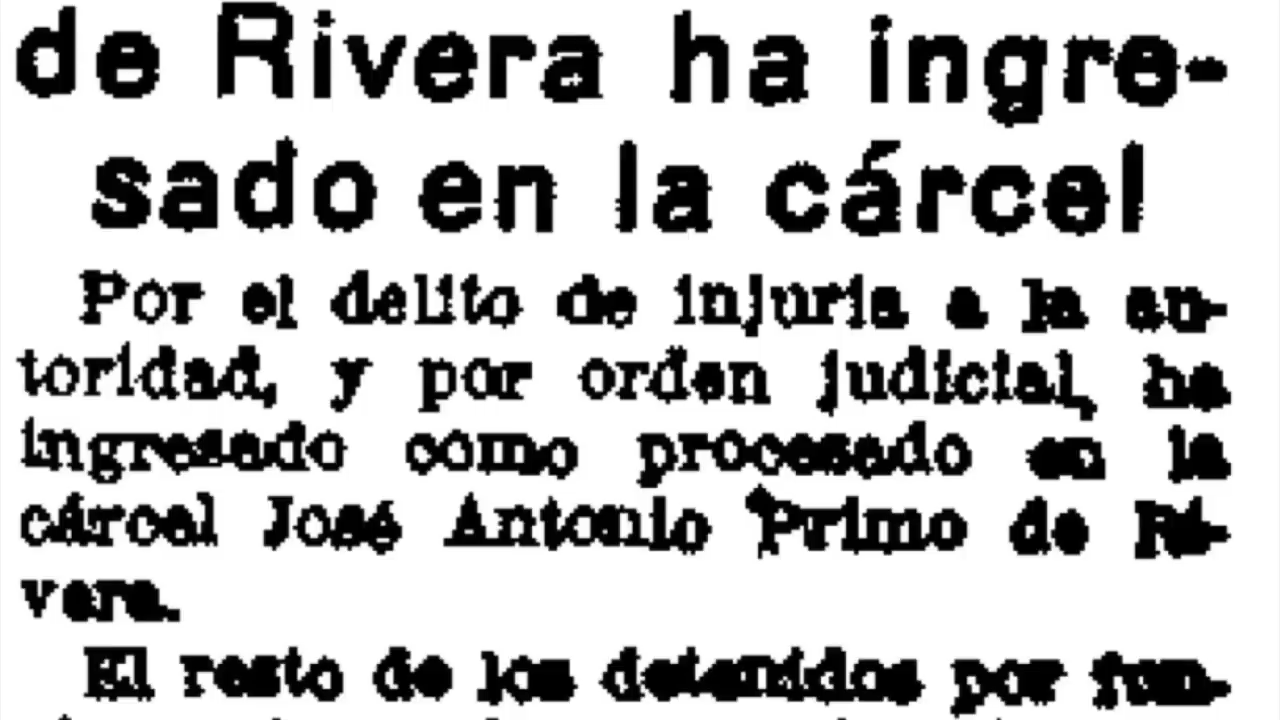 de Rivera ha ingre-
sado en la cárcel
Por el delito de injuria a la au-
toridad, y por orden judicial, ha
ingresado como procesado en la
cárcel José Antonio Primo de Ri-
vera.
El resto de los detenidos por fun-